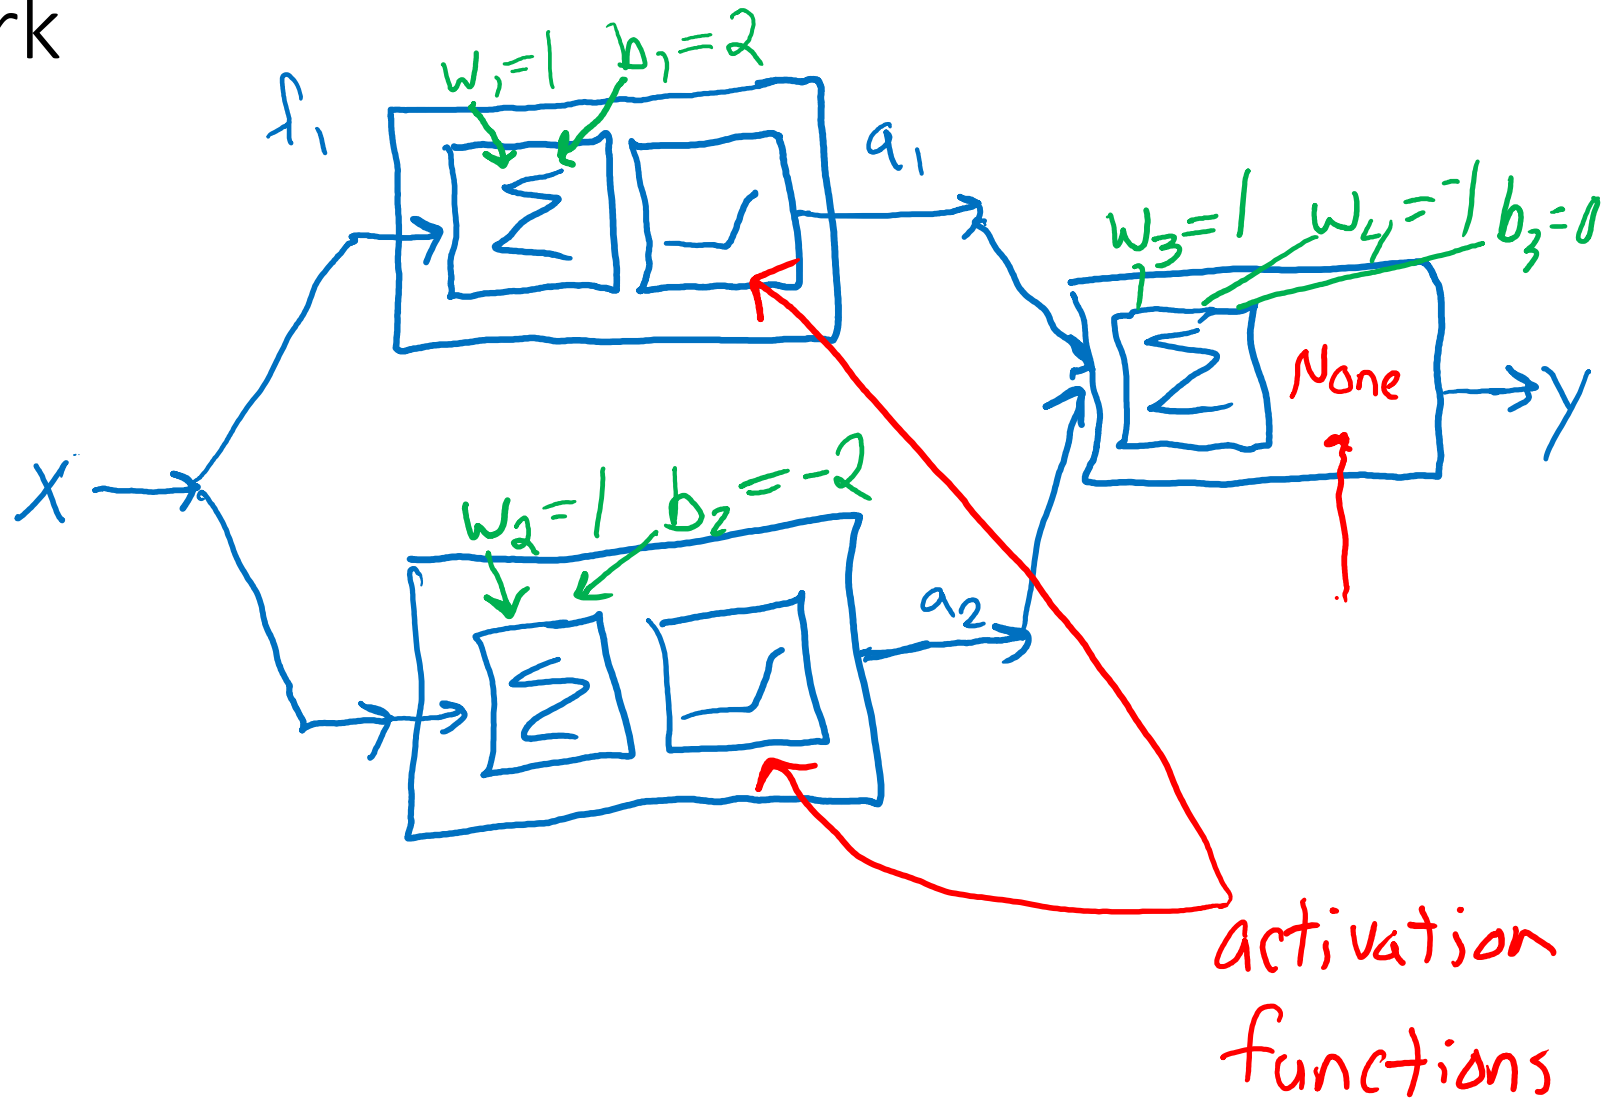 rk
w₁=1 b₁=2
f₁
a₁
Σ
w₃=1 w₄=-1 b₃=0
Σ
None
y
x
w₂=1 b₂=-2
a₂
Σ
activation
functions